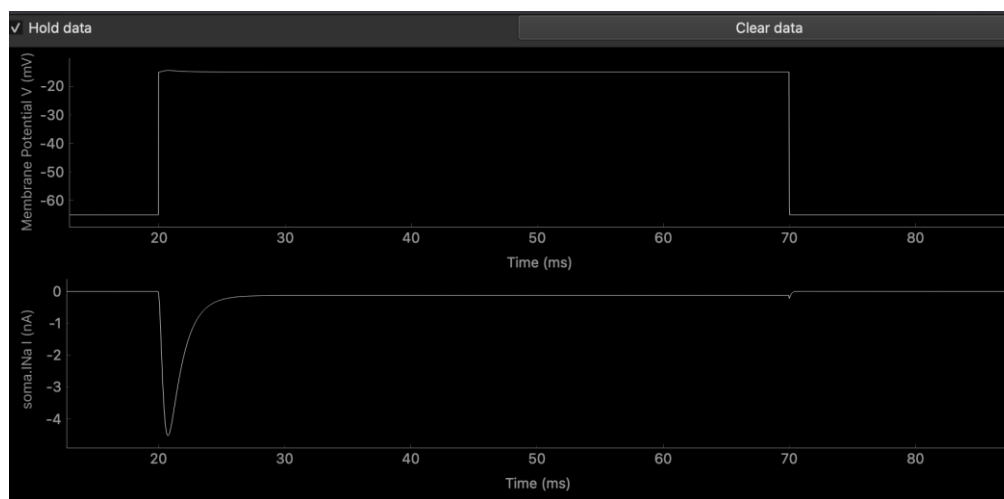 Hold data
Clear data
Membrane Potential V (mV)
-20
-30
-40
-50
-60
20 30 40 50 60 70 80
Time (ms)
soma.INa I (nA)
0
-1
-2
-3
-4
20 30 40 50 60 70 80
Time (ms)